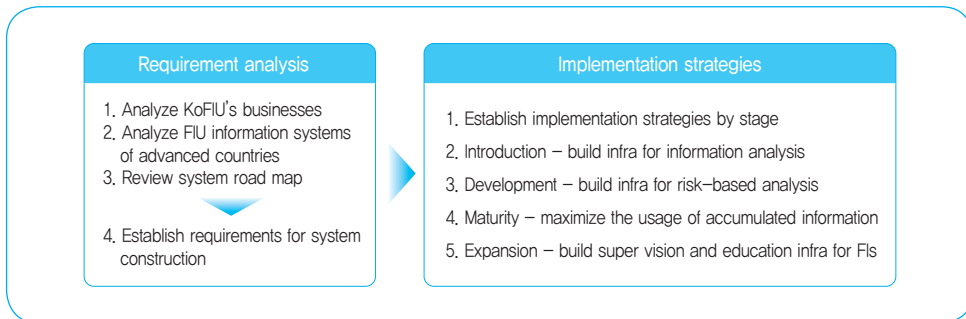 Requirement analysis
1. Analyze KoFIU's businesses
2. Analyze FIU information systems
of advanced countries
3. Review system road map
4. Establish requirements for system
construction
Implementation strategies
1. Establish implementation strategies by stage
2. Introduction – build infra for information analysis
3. Development – build infra for risk–based analysis
4. Maturity – maximize the usage of accumulated information
5. Expansion – build super vision and education infra for FIs